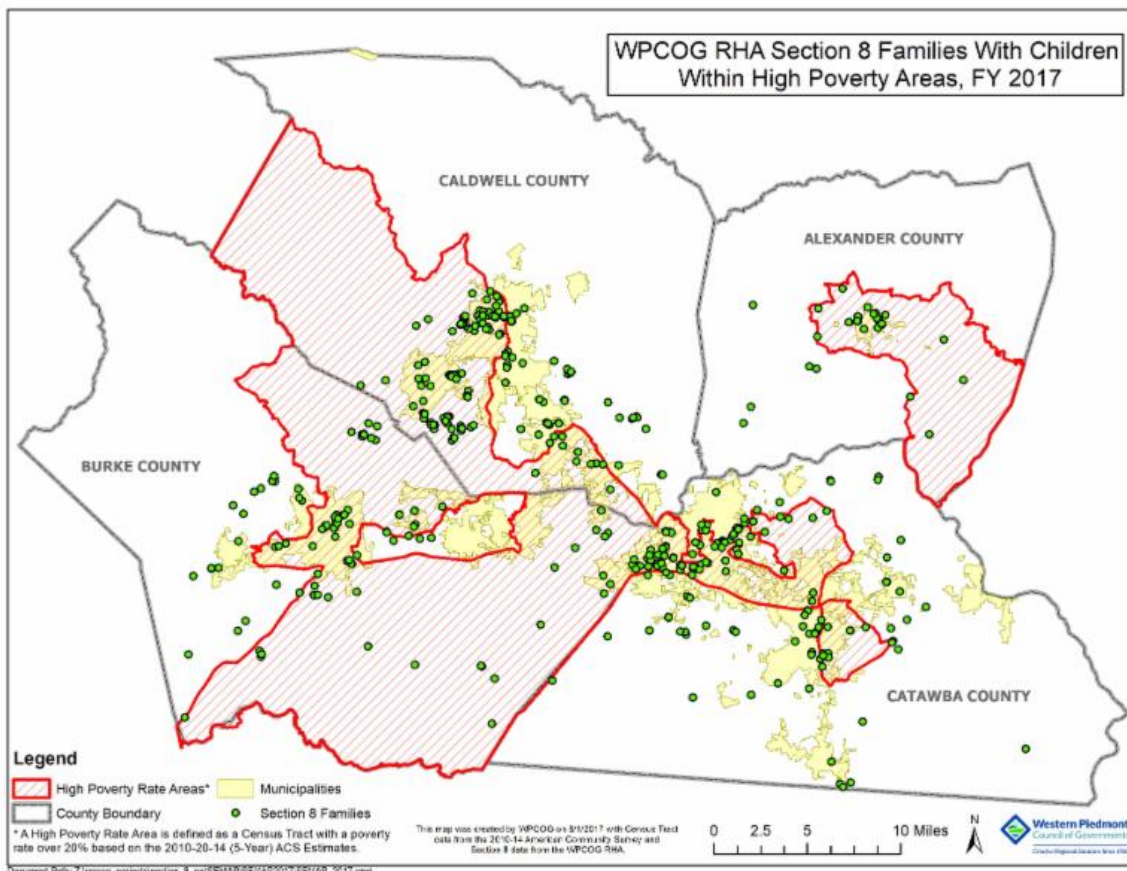 WPCOG RHA Section 8 Families With Children
Within High Poverty Areas, FY 2017
CALDWELL COUNTY
ALEXANDER COUNTY
BURKE COUNTY
CATAWBA COUNTY
Legend
High Poverty Rate Areas*
Municipalities
County Boundary
Section 8 Families
* A High Poverty Rate Area is defined as a Census Tract with a poverty
rate over 20% based on the 2010-20-14 (5-Year) ACS Estimates.
This map was created by WPCOG on 8/1/2017 with Census Tract
data from the 2010-14 American Community Survey and
Section 8 data from the WPCOG RHA.
0 2.5 5 10 Miles
N
Western Piedmont
Council of Governments